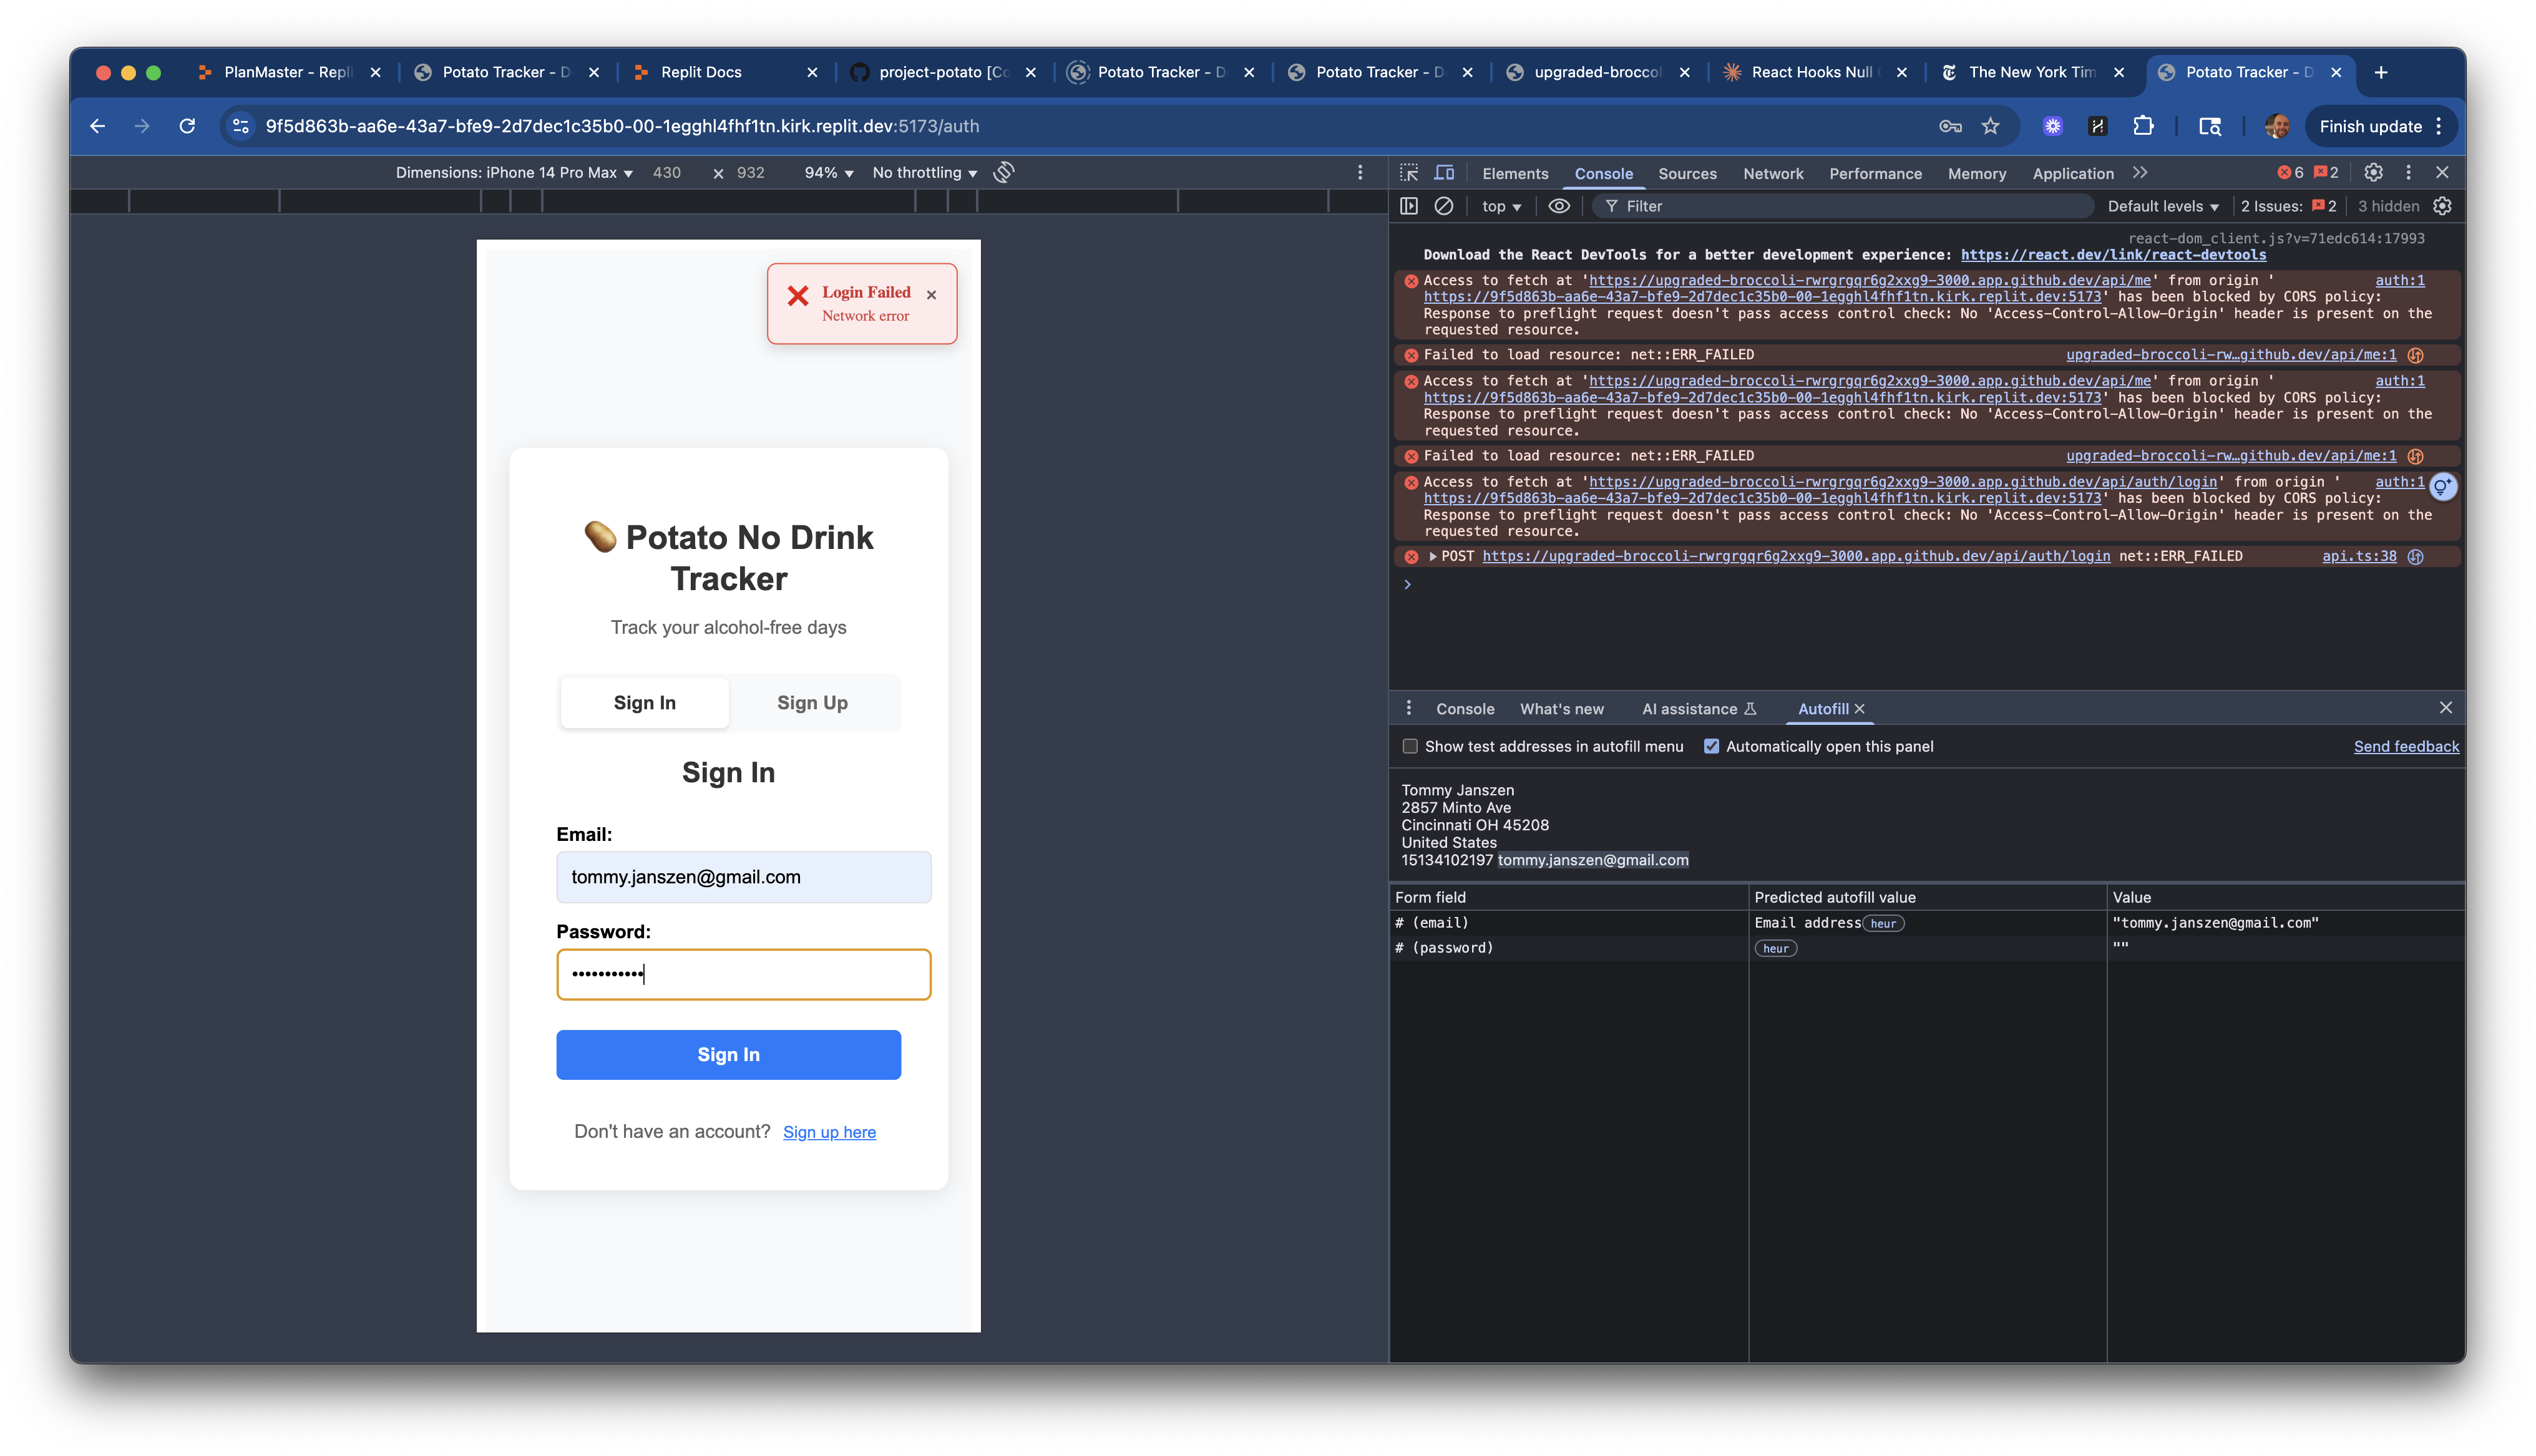 PlanMaster - Repli
Potato Tracker - D
Replit Docs
project-potato [Co
Potato Tracker - D
Potato Tracker - D
upgraded-broccol
React Hooks Null
The New York Tim
Potato Tracker - D
9f5d863b-aa6e-43a7-bfe9-2d7dec1c35b0-00-1egghl4fhf1tn.kirk.replit.dev:5173/auth
Finish update
Dimensions: iPhone 14 Pro Max 430 × 932 94% No throttling
Login Failed
Network error
🥔 Potato No Drink
Tracker
Track your alcohol-free days
Sign In Sign Up
Sign In
Email:
tommy.janszen@gmail.com
Password:
•••••••••••
Sign In
Don't have an account? Sign up here
Elements Console Sources Network Performance Memory Application 6 2
top Filter Default levels 2 Issues: 2 3 hidden
react-dom_client.js?v=71edc614:17993
Download the React DevTools for a better development experience: https://react.dev/link/react-devtools
Access to fetch at 'https://upgraded-broccoli-rwrgrgqr6g2xxg9-3000.app.github.dev/api/me' from origin ' auth:1
https://9f5d863b-aa6e-43a7-bfe9-2d7dec1c35b0-00-1egghl4fhf1tn.kirk.replit.dev:5173' has been blocked by CORS policy:
Response to preflight request doesn't pass access control check: No 'Access-Control-Allow-Origin' header is present on the
requested resource.
Failed to load resource: net::ERR_FAILED upgraded-broccoli-rw…github.dev/api/me:1
Access to fetch at 'https://upgraded-broccoli-rwrgrgqr6g2xxg9-3000.app.github.dev/api/me' from origin ' auth:1
https://9f5d863b-aa6e-43a7-bfe9-2d7dec1c35b0-00-1egghl4fhf1tn.kirk.replit.dev:5173' has been blocked by CORS policy:
Response to preflight request doesn't pass access control check: No 'Access-Control-Allow-Origin' header is present on the
requested resource.
Failed to load resource: net::ERR_FAILED upgraded-broccoli-rw…github.dev/api/me:1
Access to fetch at 'https://upgraded-broccoli-rwrgrgqr6g2xxg9-3000.app.github.dev/api/auth/login' from origin ' auth:1
https://9f5d863b-aa6e-43a7-bfe9-2d7dec1c35b0-00-1egghl4fhf1tn.kirk.replit.dev:5173' has been blocked by CORS policy:
Response to preflight request doesn't pass access control check: No 'Access-Control-Allow-Origin' header is present on the
requested resource.
POST https://upgraded-broccoli-rwrgrgqr6g2xxg9-3000.app.github.dev/api/auth/login net::ERR_FAILED api.ts:38
Console What's new AI assistance Autofill
Show test addresses in autofill menu Automatically open this panel Send feedback
Tommy Janszen
2857 Minto Ave
Cincinnati OH 45208
United States
15134102197 tommy.janszen@gmail.com
Form field Predicted autofill value Value
# (email) Email address heur "tommy.janszen@gmail.com"
# (password) heur ""